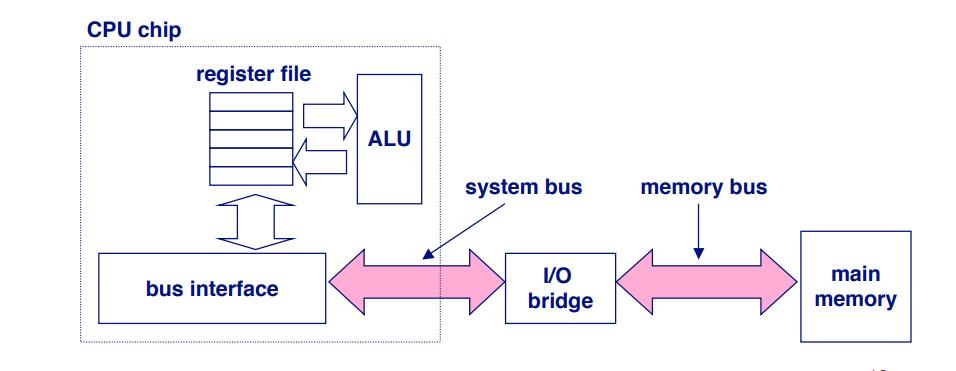 CPU chip
register file
ALU
system bus
memory bus
bus interface
I/O
bridge
main
memory